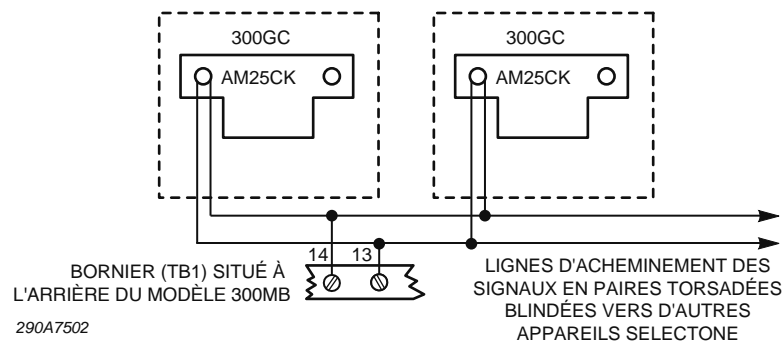 300GC
300GC
AM25CK
AM25CK
14
13
BORNIER (TB1) SITUÉ À
L'ARRIÈRE DU MODÈLE 300MB
LIGNES D'ACHEMINEMENT DES
SIGNAUX EN PAIRES TORSADÉES
BLINDÉES VERS D'AUTRES
APPAREILS SELECTONE
290A7502